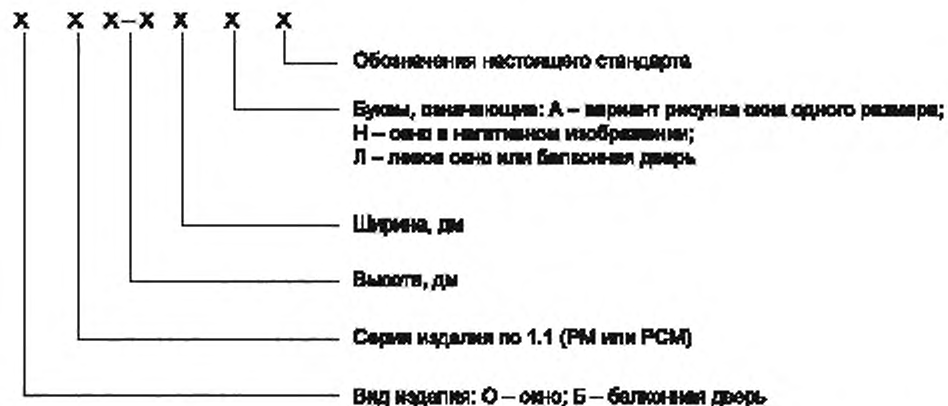 Х Х Х–Х Х Х Х
Обозначения настоящего стандарта
Буквы, означающие: А – вариант рисунка окна одного размера;
Н – окно в негативном изображении;
Л – левое окно или балконная дверь
Ширина, дм
Высота, дм
Серия изделия по 1.1 (РМ или РСМ)
Вид изделия: О – окно; Б – балконная дверь